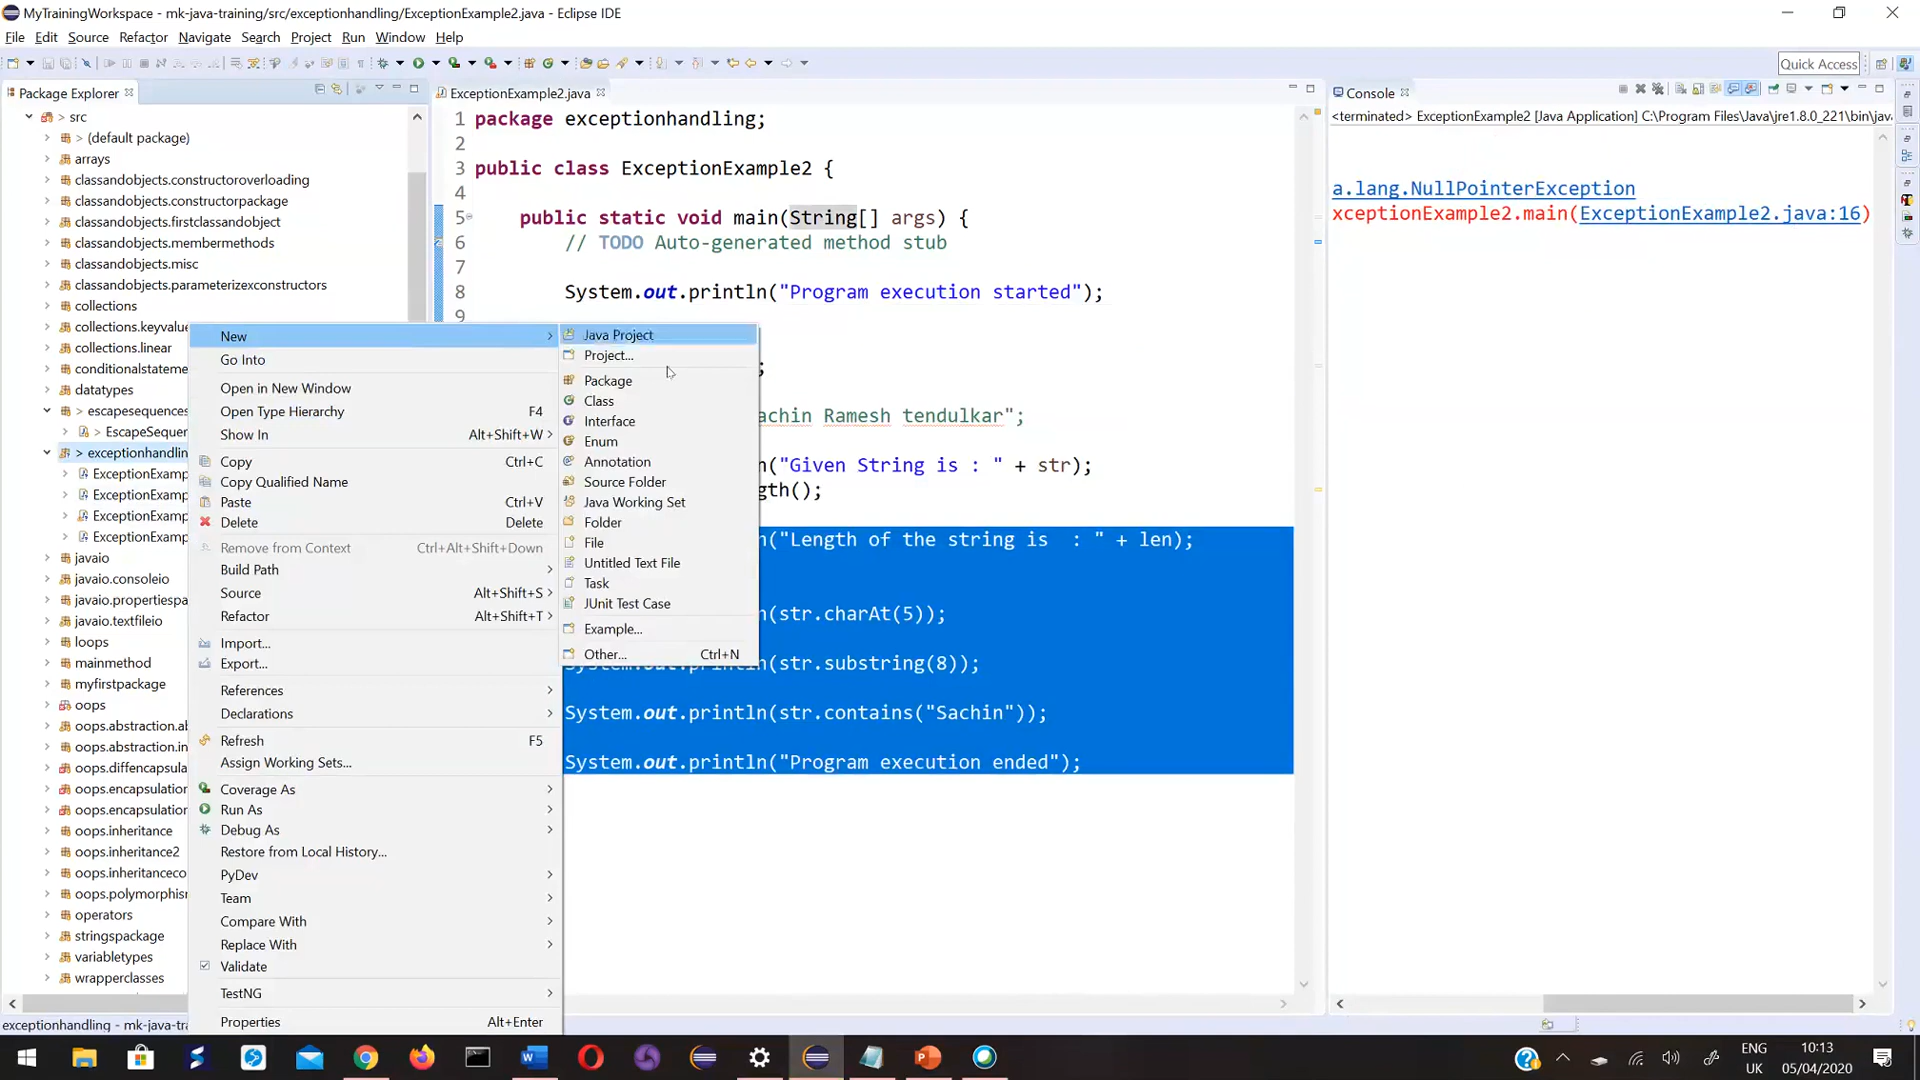 MyTrainingWorkspace - mk-java-training/src/exceptionhandling/ExceptionExample2.java - Eclipse IDE
File Edit Source Refactor Navigate Search Project Run Window Help
Quick Access
Package Explorer
> src
> (default package)
arrays
classandobjects.constructoroverloading
classandobjects.constructorpackage
classandobjects.firstclassandobject
classandobjects.membermethods
classandobjects.misc
classandobjects.parameterizexconstructors
collections
collections.keyvalue
collections.linear
conditionalstateme
datatypes
> escapesequences
> EscapeSequer
> exceptionhandlin
ExceptionExamp
ExceptionExamp
ExceptionExamp
ExceptionExamp
javaio
javaio.consoleio
javaio.propertiespa
javaio.textfileio
loops
mainmethod
myfirstpackage
oops
oops.abstraction.ab
oops.abstraction.in
oops.diffencapsula
oops.encapsulation
oops.encapsulation
oops.inheritance
oops.inheritance2
oops.inheritanceco
oops.polymorphism
operators
stringspackage
variabletypes
wrapperclasses
exceptionhandling - mk-java-tra
New
Go Into
Open in New Window
Open Type Hierarchy F4
Show In Alt+Shift+W >
Copy Ctrl+C
Copy Qualified Name
Paste Ctrl+V
Delete Delete
Remove from Context Ctrl+Alt+Shift+Down
Build Path
Source Alt+Shift+S >
Refactor Alt+Shift+T >
Import...
Export...
References
Declarations
Refresh F5
Assign Working Sets...
Coverage As
Run As
Debug As
Restore from Local History...
PyDev
Team
Compare With
Replace With
Validate
TestNG
Properties Alt+Enter
Java Project
Project...
Package
Class
Interface
Enum
Annotation
Source Folder
Java Working Set
Folder
File
Untitled Text File
Task
JUnit Test Case
Example...
Other... Ctrl+N
ExceptionExample2.java
1 package exceptionhandling;
2
3 public class ExceptionExample2 {
4
5 public static void main(String[] args) {
6 // TODO Auto-generated method stub
7
8 System.out.println("Program execution started");
9
;
achin Ramesh tendulkar";
n("Given String is : " + str);
gth();
n("Length of the string is  : " + len);
n(str.charAt(5));
System.out.println(str.substring(8));
System.out.println(str.contains("Sachin"));
System.out.println("Program execution ended");
Console
<terminated> ExceptionExample2 [Java Application] C:\Program Files\Java\jre1.8.0_221\bin\jav
a.lang.NullPointerException
xceptionExample2.main(ExceptionExample2.java:16)
ENG
UK
10:13
05/04/2020